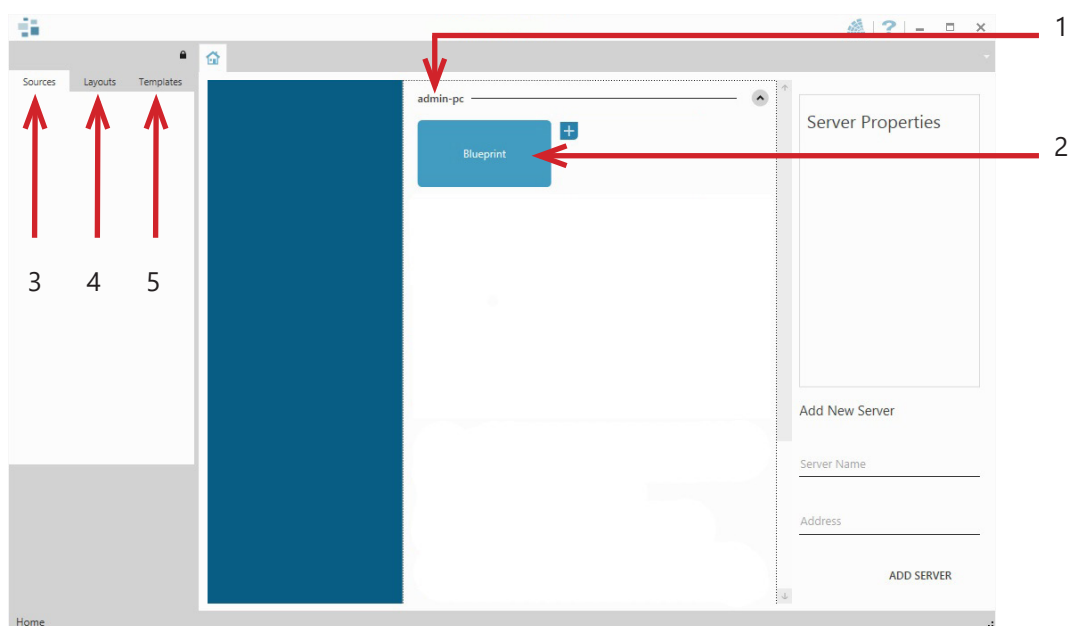 ?
1
Sources Layouts Templates
admin-pc
Server Properties
Blueprint
2
3 4 5
Add New Server
Server Name
Address
ADD SERVER
Home